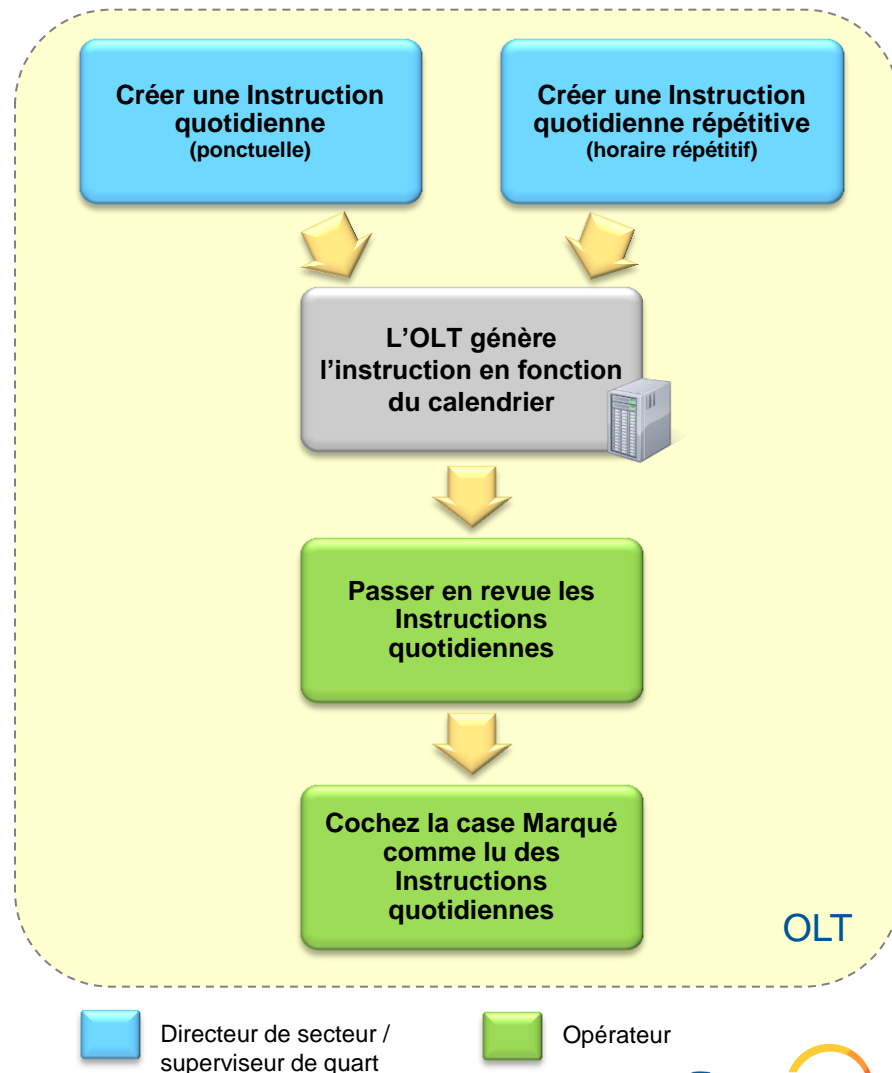 Créer une Instruction
quotidienne
(ponctuelle)
Créer une Instruction
quotidienne répétitive
(horaire répétitif)
L’OLT génère
l’instruction en fonction
du calendrier
Passer en revue les
Instructions
quotidiennes
Cochez la case Marqué
comme lu des
Instructions
quotidiennes
OLT
Directeur de secteur /
superviseur de quart
Opérateur